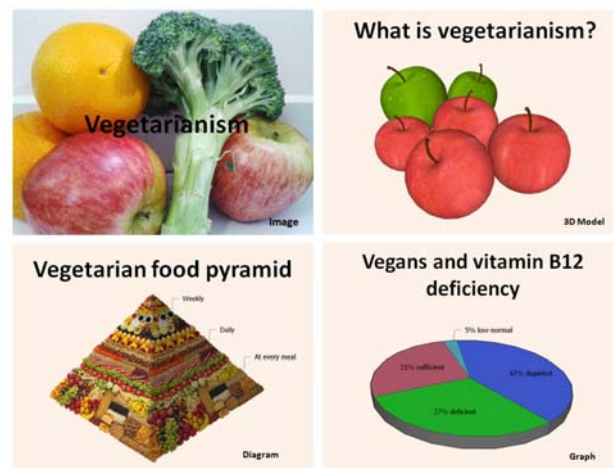 Vegetarianism
Image
What is vegetarianism?
3D Model
Vegetarian food pyramid
Weekly
Daily
At every meal
Diagram
Vegans and vitamin B12
deficiency
5% low-normal
21% sufficient
47% depleted
27% deficient
Graph